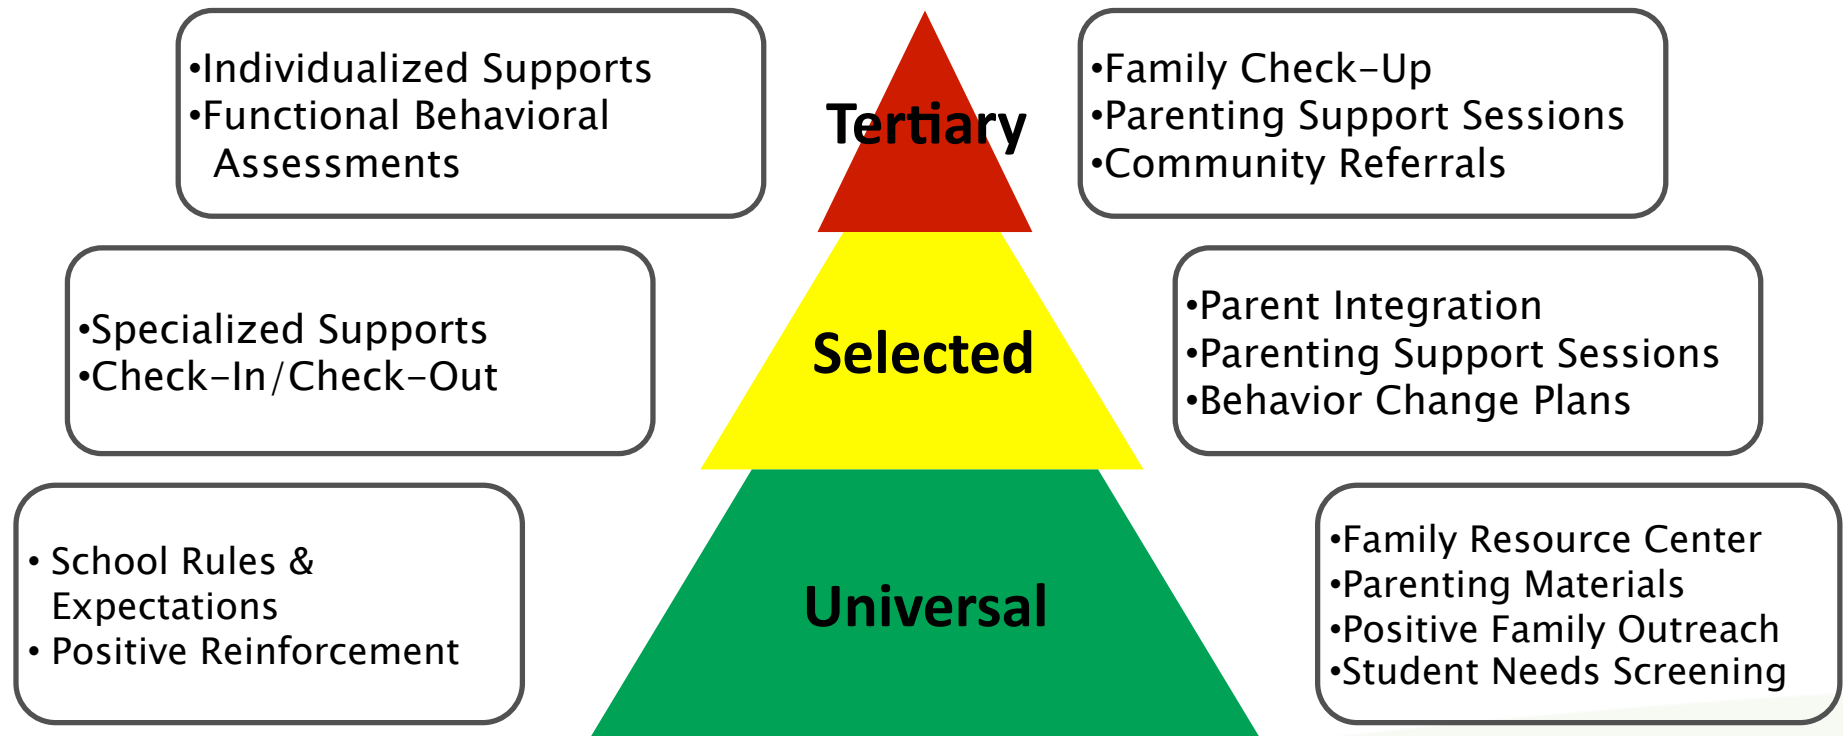 •Individualized Supports
•Functional Behavioral
Assessments
Tertiary
•Family Check-Up
•Parenting Support Sessions
•Community Referrals
•Specialized Supports
•Check-In/Check-Out
Selected
•Parent Integration
•Parenting Support Sessions
•Behavior Change Plans
• School Rules &
Expectations
• Positive Reinforcement
Universal
•Family Resource Center
•Parenting Materials
•Positive Family Outreach
•Student Needs Screening